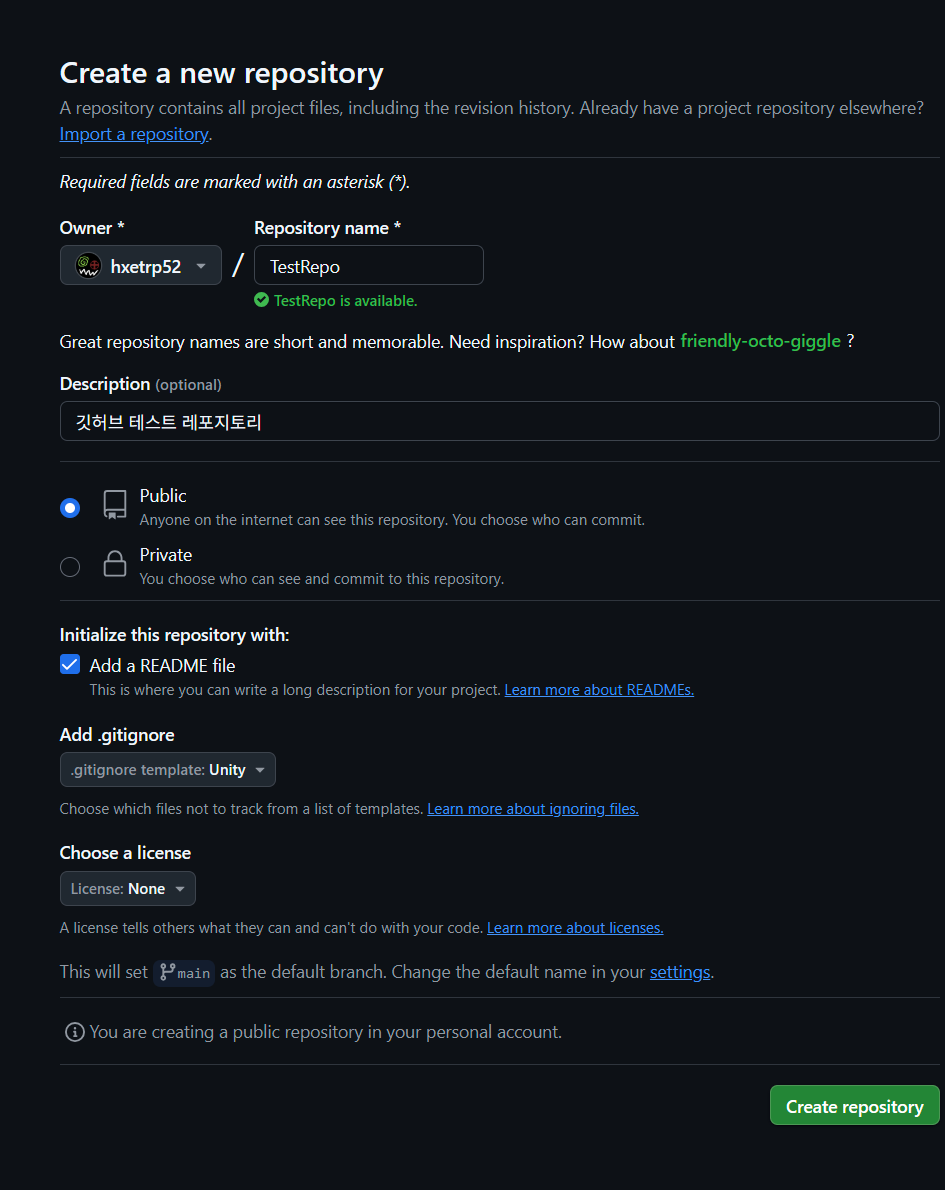 Create a new repository
A repository contains all project files, including the revision history. Already have a project repository elsewhere?
Import a repository.
Required fields are marked with an asterisk (*).
Owner * Repository name *
hxetrp52 / TestRepo
TestRepo is available.
Great repository names are short and memorable. Need inspiration? How about friendly-octo-giggle ?
Description (optional)
깃허브 테스트 레포지토리
Public
Anyone on the internet can see this repository. You choose who can commit.
Private
You choose who can see and commit to this repository.
Initialize this repository with:
Add a README file
This is where you can write a long description for your project. Learn more about READMEs.
Add .gitignore
.gitignore template: Unity
Choose which files not to track from a list of templates. Learn more about ignoring files.
Choose a license
License: None
A license tells others what they can and can't do with your code. Learn more about licenses.
This will set main as the default branch. Change the default name in your settings.
You are creating a public repository in your personal account.
Create repository